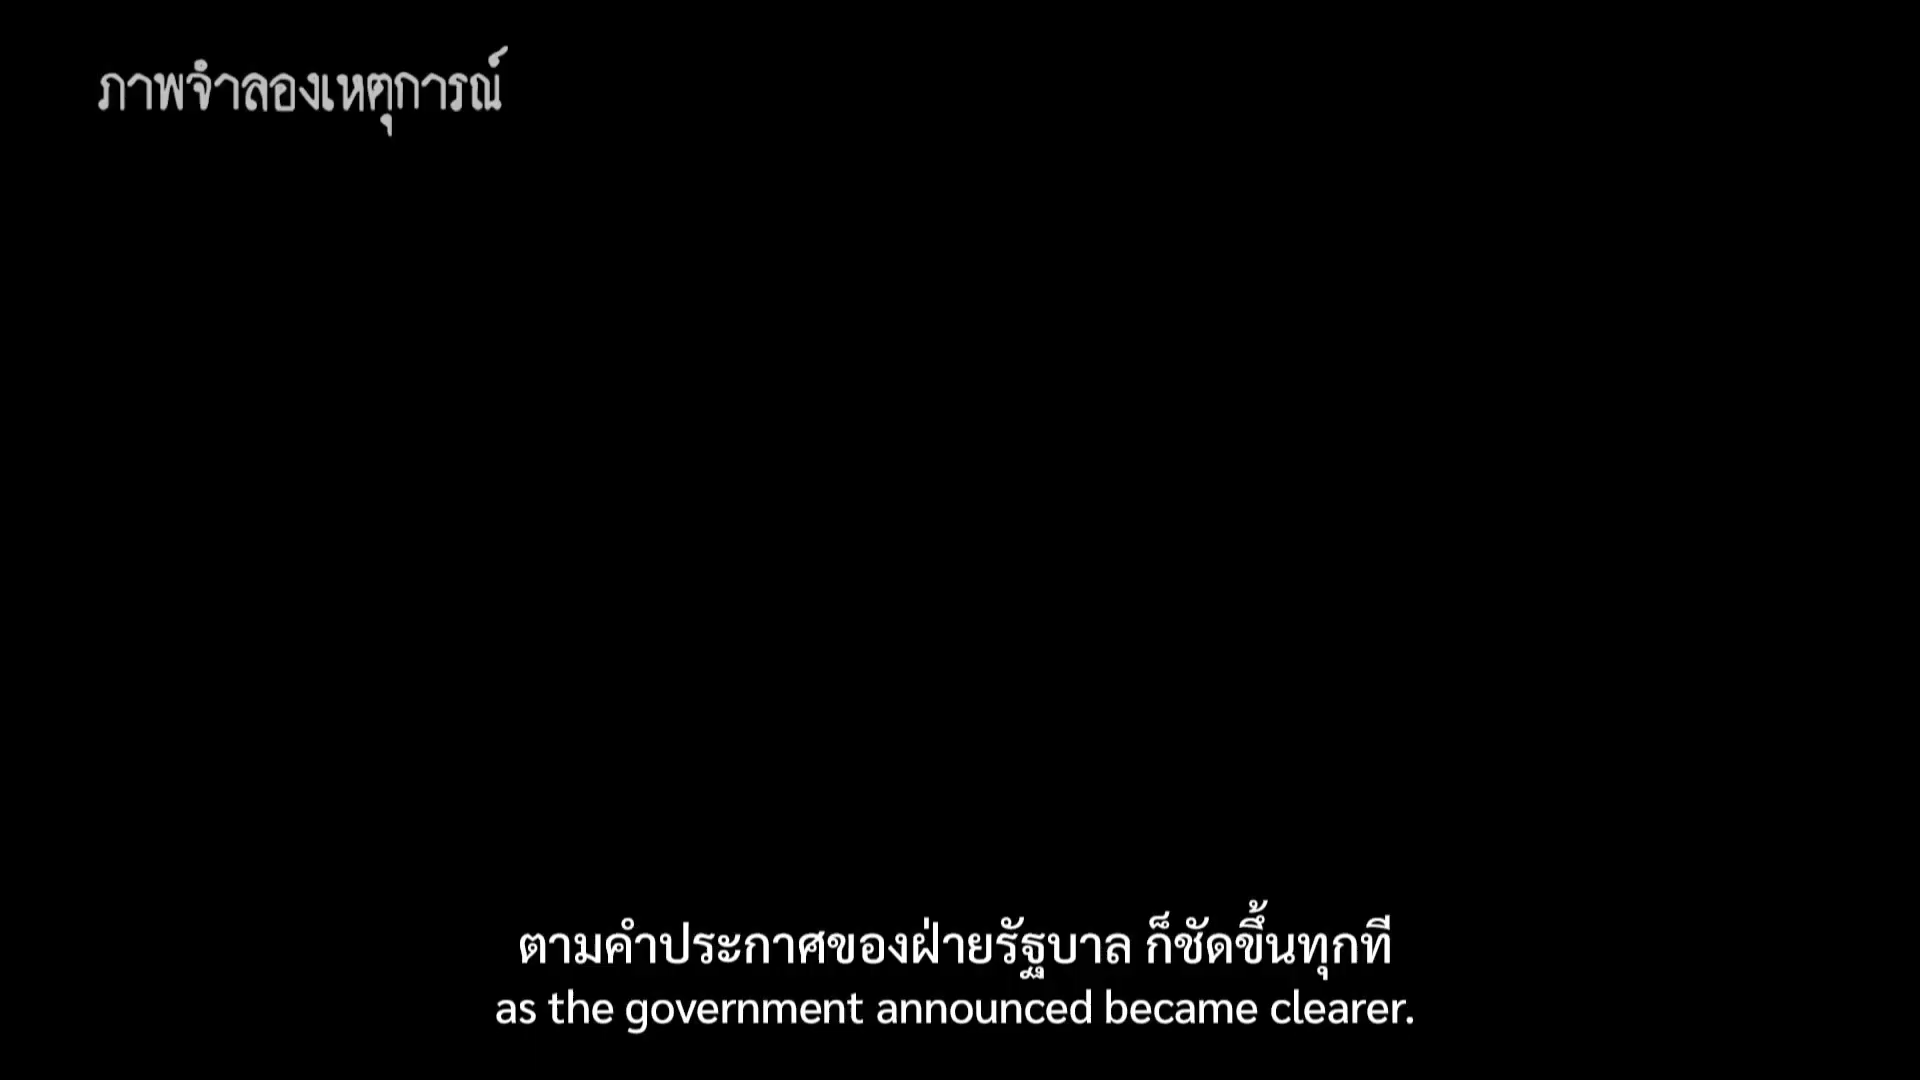 ภาพจำลองเหตุการณ์
ตามคำประกาศของฝ่ายรัฐบาล ก็ชัดขึ้นทุกที
as the government announced became clearer.